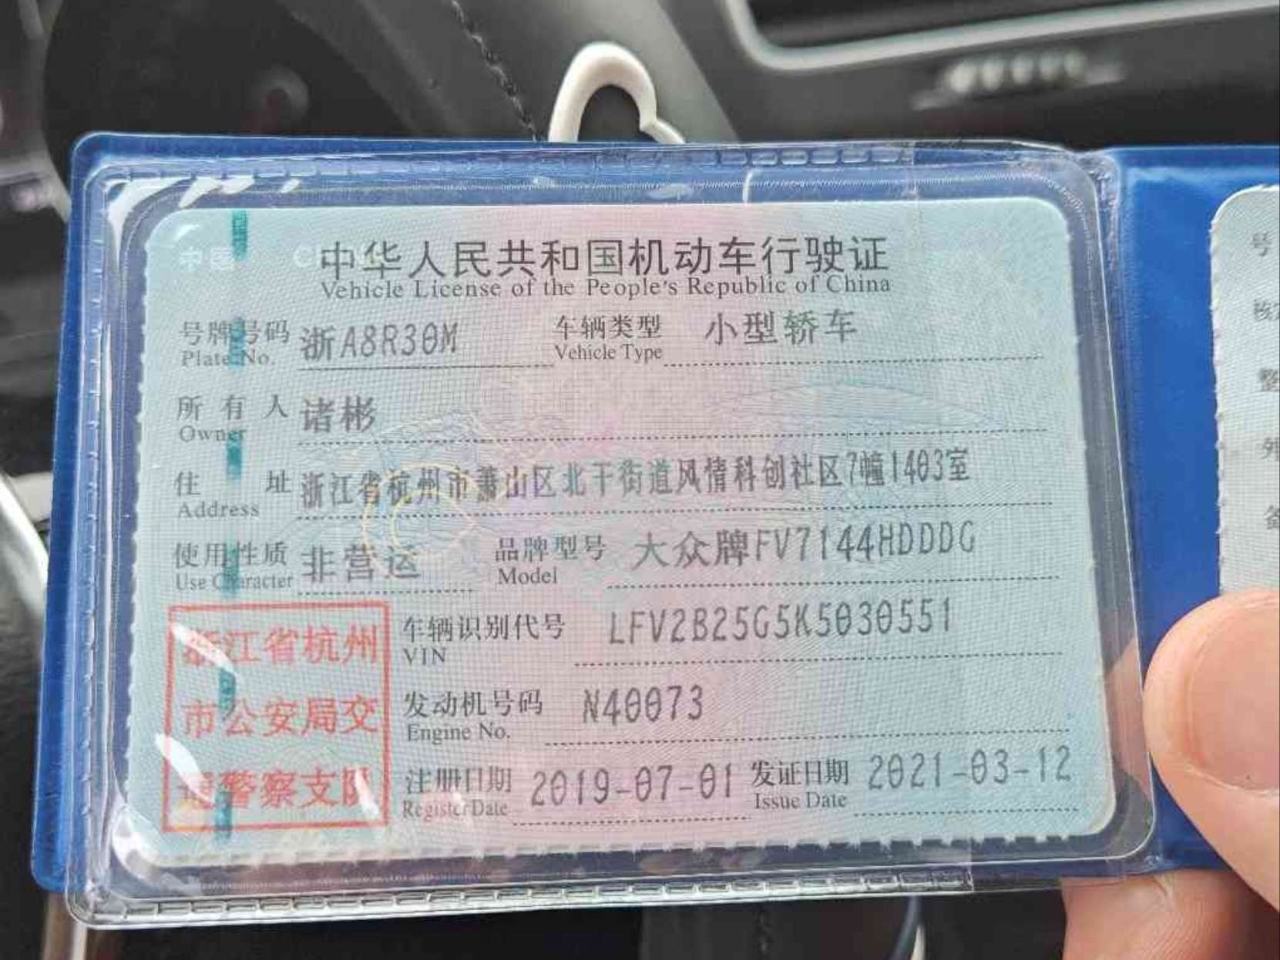 中国 C
中华人民共和国机动车行驶证
Vehicle License of the People's Republic of China
号牌号码 浙A8R30M 车辆类型 小型轿车
Plate No. Vehicle Type
所有人 诸彬
Owner
住址 浙江省杭州市萧山区北干街道风情科创社区7幢1403室
Address
使用性质 非营运 品牌型号 大众牌FV7144HDDDG
Use Character Model
浙江省杭州
市公安局交
通警察支队
车辆识别代号 LFV2B25G5K5030551
VIN
发动机号码 N40073
Engine No.
注册日期 2019-07-01 发证日期 2021-03-12
Register Date Issue Date
号
核
整
外
备